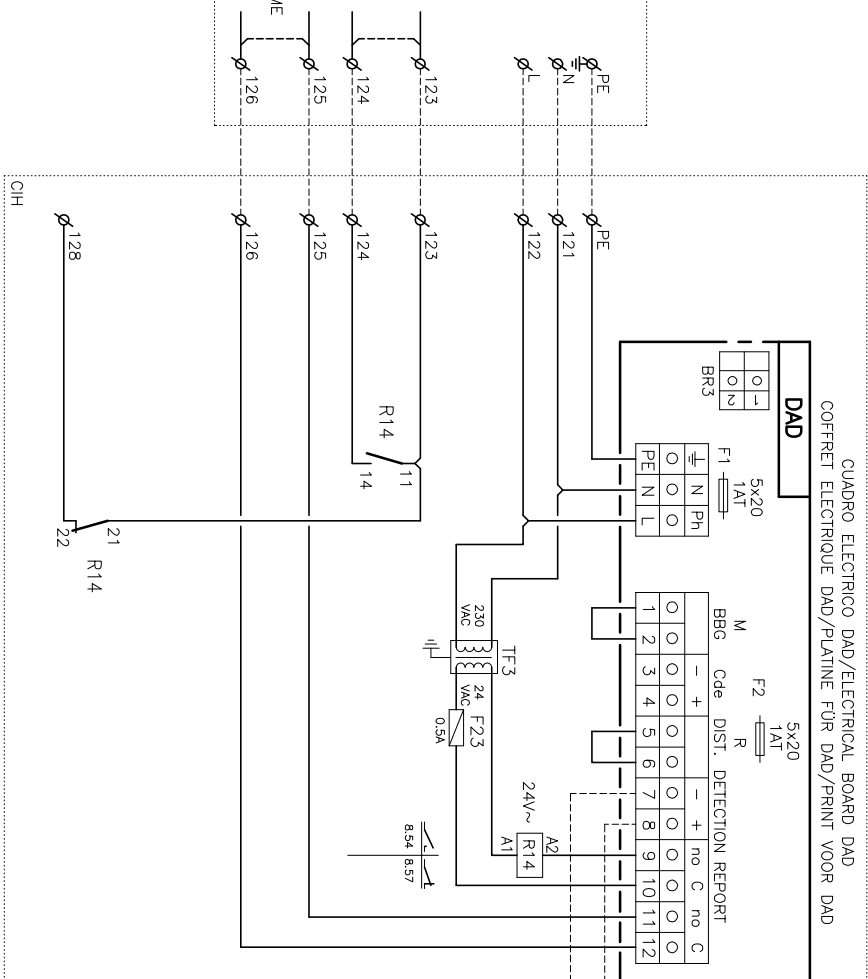 CUADRO ELECTRICO DAD/ELECTRICAL BOARD DAD
COFFRET ELECTRIQUE DAD/PLATINE FÜR DAD/PRINT VOOR DAD
DAD
5x20
1AT
F2
5x20
1AT
F1
BR3
1 2
M
BBG
Cde
R
DIST. DETECTION REPORT
N Ph
- +
- +
no C no C
PE N L
1 2 3 4 5 6 7 8 9 10 11 12
PE
N
L
123
124
125
126
ME
PE
121
122
123
124
125
126
128
TF3
230
VAC
24
VAC
F23
0.5A
24V~
A2
R14
A1
8.54
8.57
R14
11
14
21
22
R14
CIH